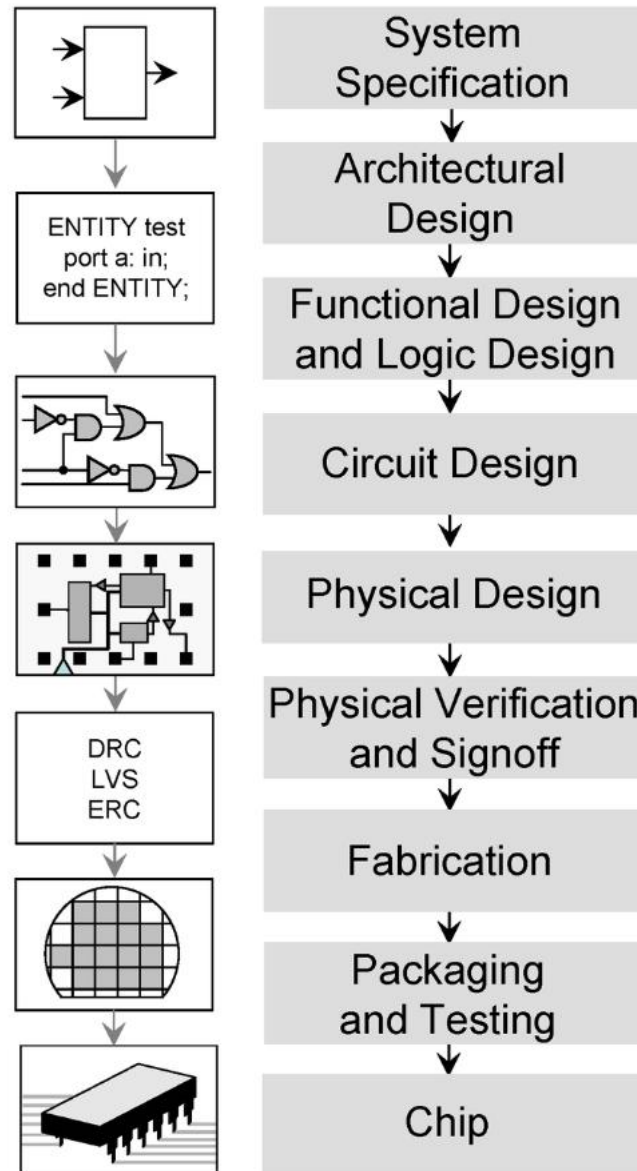 System
Specification
Architectural
Design
ENTITY test
port a: in;
end ENTITY;
Functional Design
and Logic Design
Circuit Design
Physical Design
Physical Verification
and Signoff
DRC
LVS
ERC
Fabrication
Packaging
and Testing
Chip